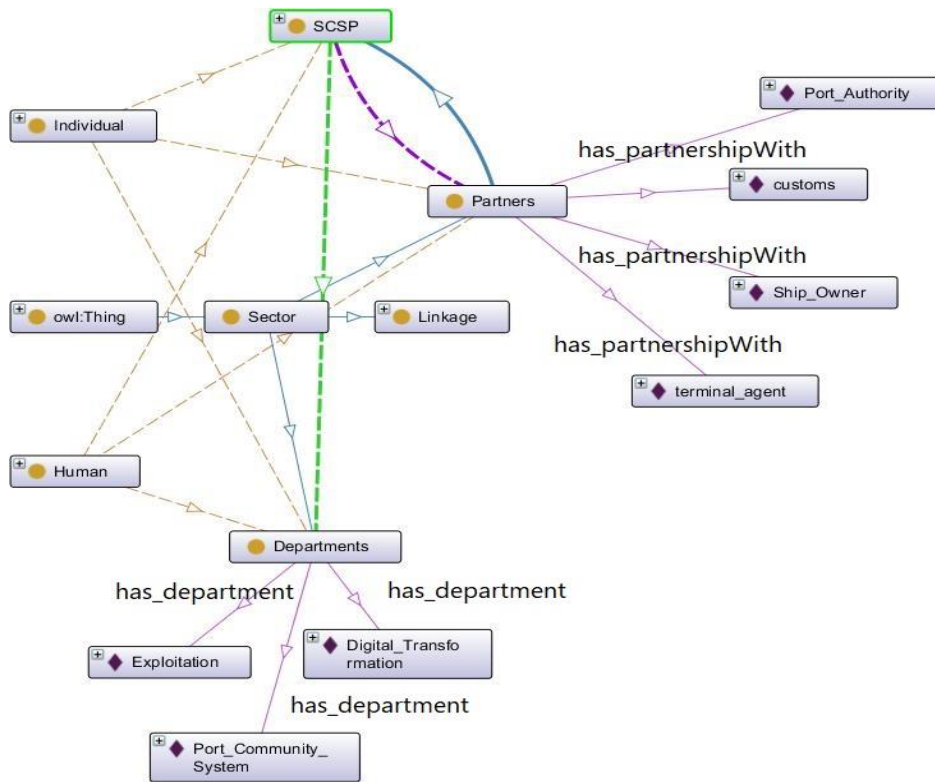 SCSP
Individual
Port_Authority
has_partnershipWith
customs
Partners
has_partnershipWith
Ship_Owner
owl:Thing
Sector
Linkage
has_partnershipWith
terminal_agent
Human
Departments
has_department
has_department
Exploitation
Digital_Transfo
rmation
has_department
Port_Community_
System